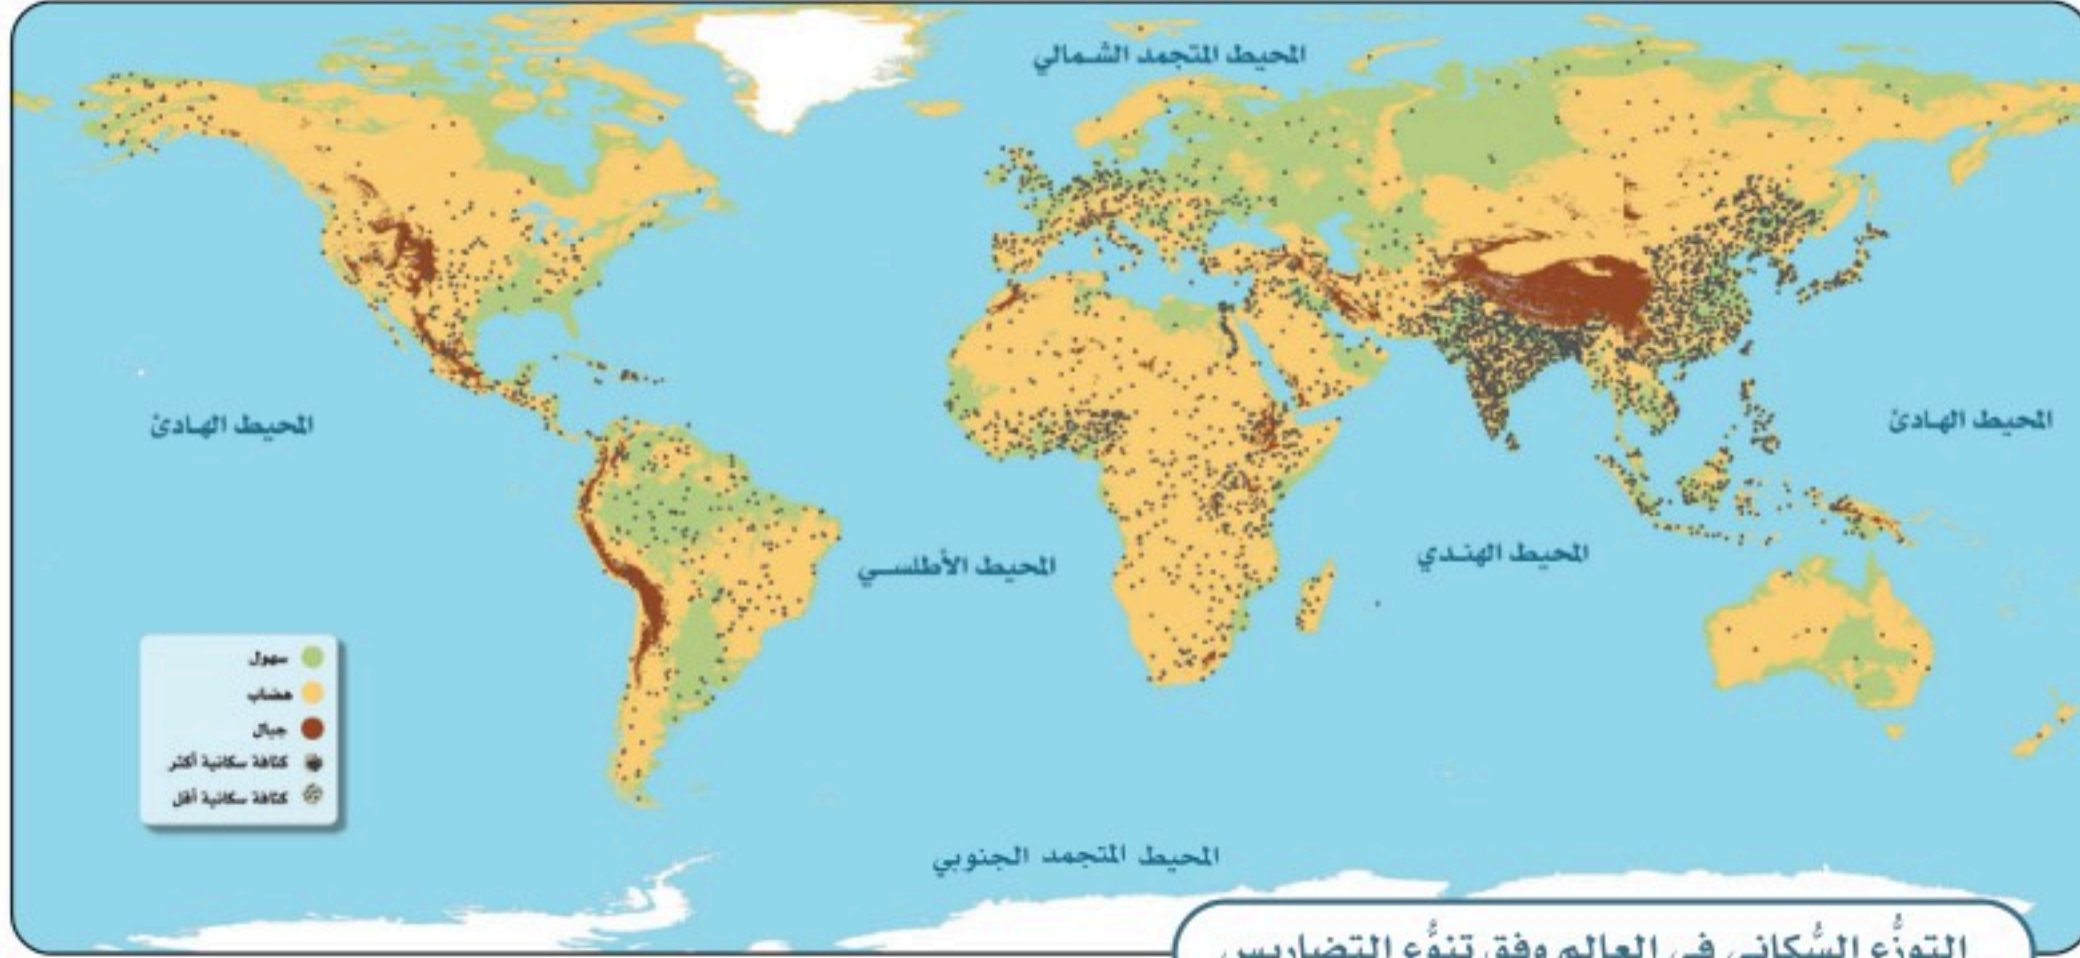 المحيط المتجمد الشمالي
المحيط الهادئ
المحيط الهادئ
المحيط الأطلسي
المحيط الهندي
سهول
هضاب
جبال
كثافة سكانية أكثر
كثافة سكانية أقل
المحيط المتجمد الجنوبي
التوزُّع السُّكاني في العالم وفق تنوُّع التضاريس